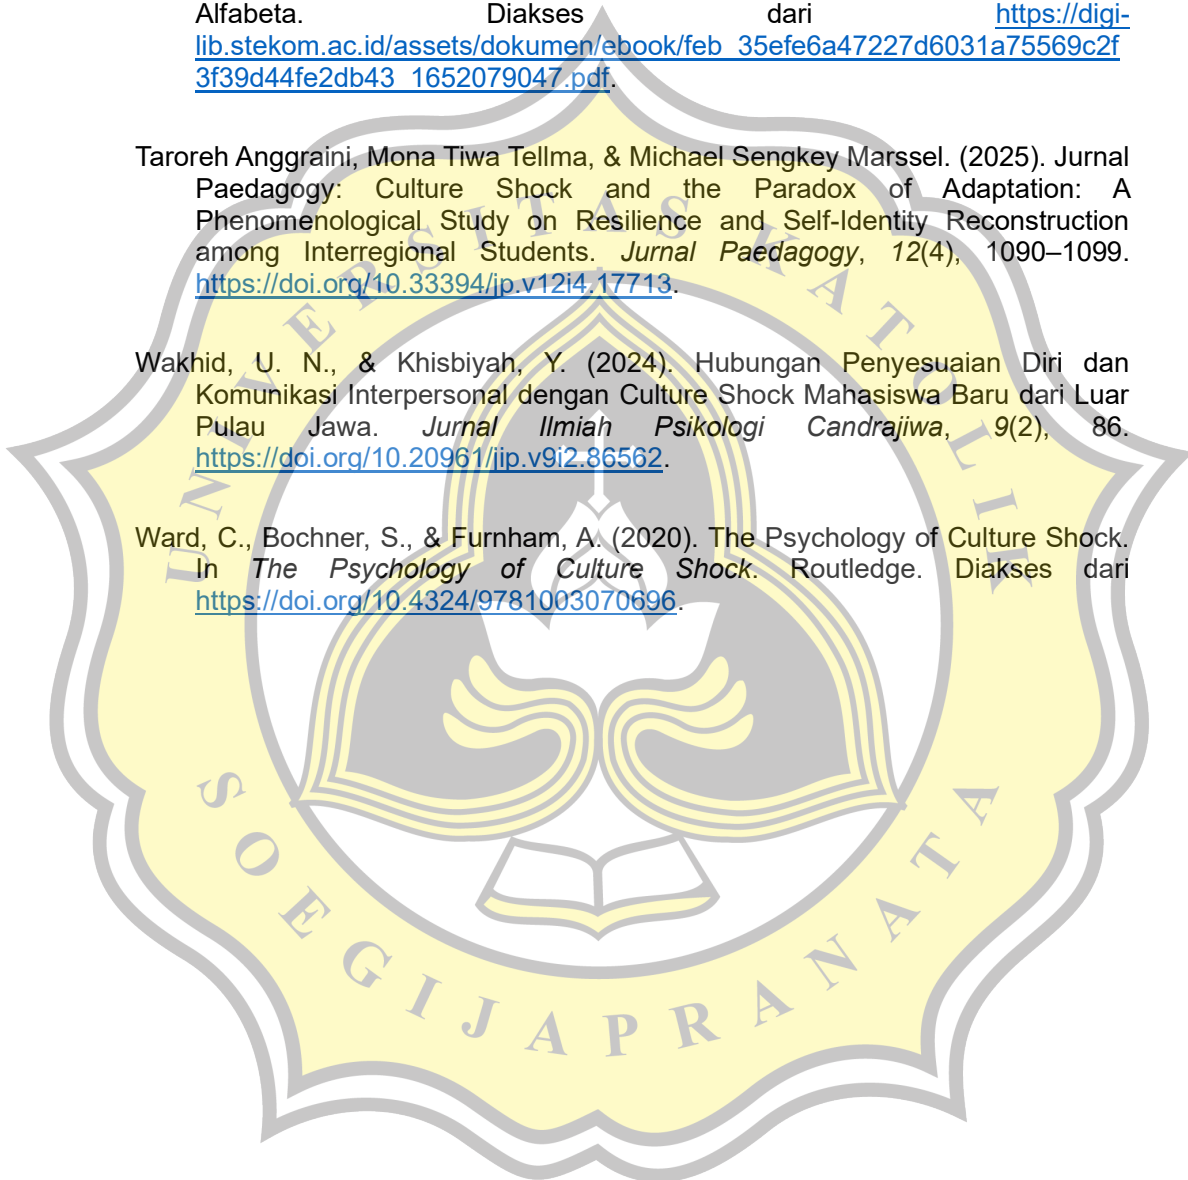 Alfabeta. Diakses dari https://digi-
lib.stekom.ac.id/assets/dokumen/ebook/feb_35efe6a47227d6031a75569c2f
3f39d44fe2db43_1652079047.pdf.
Taroreh Anggraini, Mona Tiwa Tellma, & Michael Sengkey Marssel. (2025). Jurnal
Paedagogy: Culture Shock and the Paradox of Adaptation: A
Phenomenological Study on Resilience and Self-Identity Reconstruction
among Interregional Students. Jurnal Paedagogy, 12(4), 1090–1099.
https://doi.org/10.33394/jp.v12i4.17713.
Wakhid, U. N., & Khisbiyah, Y. (2024). Hubungan Penyesuaian Diri dan
Komunikasi Interpersonal dengan Culture Shock Mahasiswa Baru dari Luar
Pulau Jawa. Jurnal Ilmiah Psikologi Candrajiwa, 9(2), 86.
https://doi.org/10.20961/jip.v9i2.86562.
Ward, C., Bochner, S., & Furnham, A. (2020). The Psychology of Culture Shock.
In The Psychology of Culture Shock. Routledge. Diakses dari
https://doi.org/10.4324/9781003070696.
UNIVERSITAS KATOLIK
SOEGIJAPRANATA